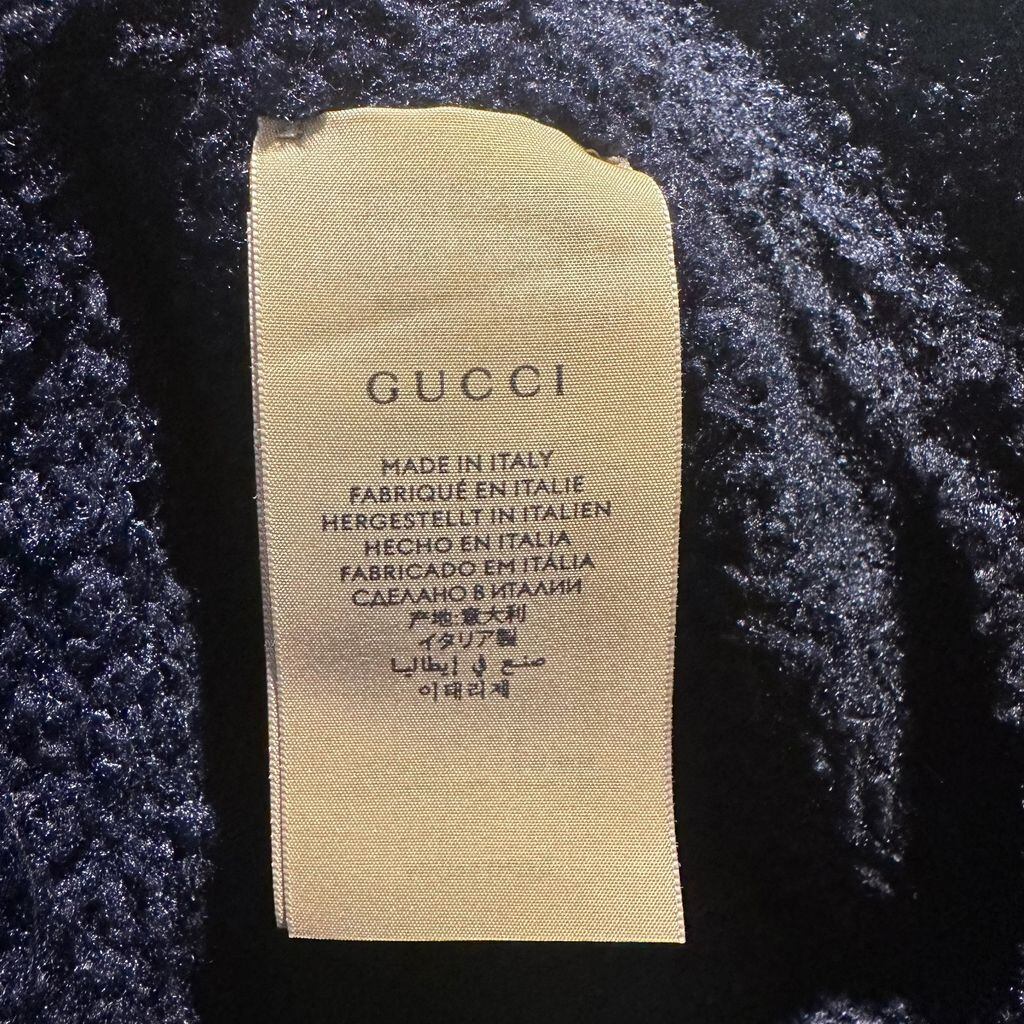 GUCCI
MADE IN ITALY
FABRIQUÉ EN ITALIE
HERGESTELLT IN ITALIEN
HECHO EN ITALIA
FABRICADO EM ITÁLIA
СДЕЛАНО В ИТАЛИИ
产地:意大利
イタリア製
صنع في إيطاليا
이태리제